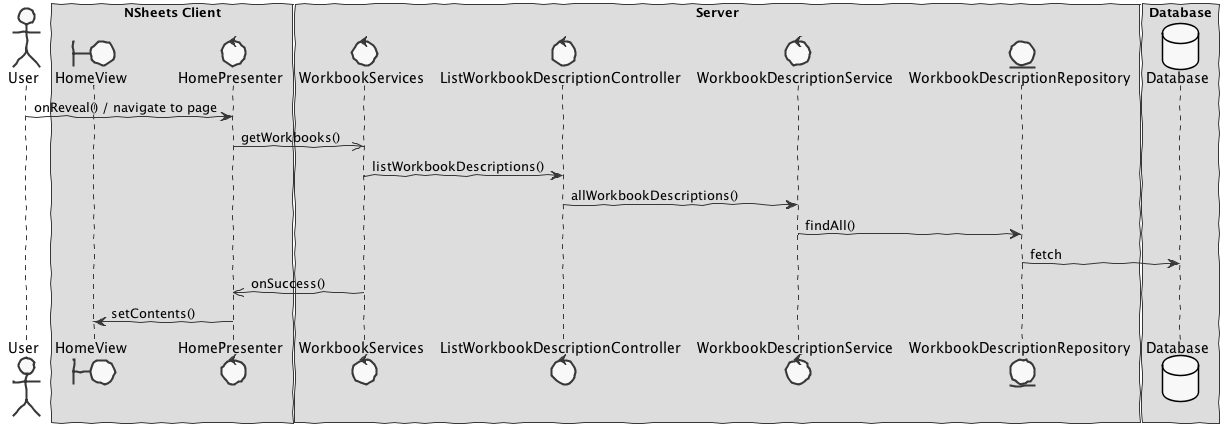 NSheets Client
Server
Database
User
HomeView
HomePresenter
WorkbookServices
ListWorkbookDescriptionController
WorkbookDescriptionService
WorkbookDescriptionRepository
Database
onReveal() / navigate to page
getWorkbooks()
listWorkbookDescriptions()
allWorkbookDescriptions()
findAll()
fetch
onSuccess()
setContents()
User
HomeView
HomePresenter
WorkbookServices
ListWorkbookDescriptionController
WorkbookDescriptionService
WorkbookDescriptionRepository
Database